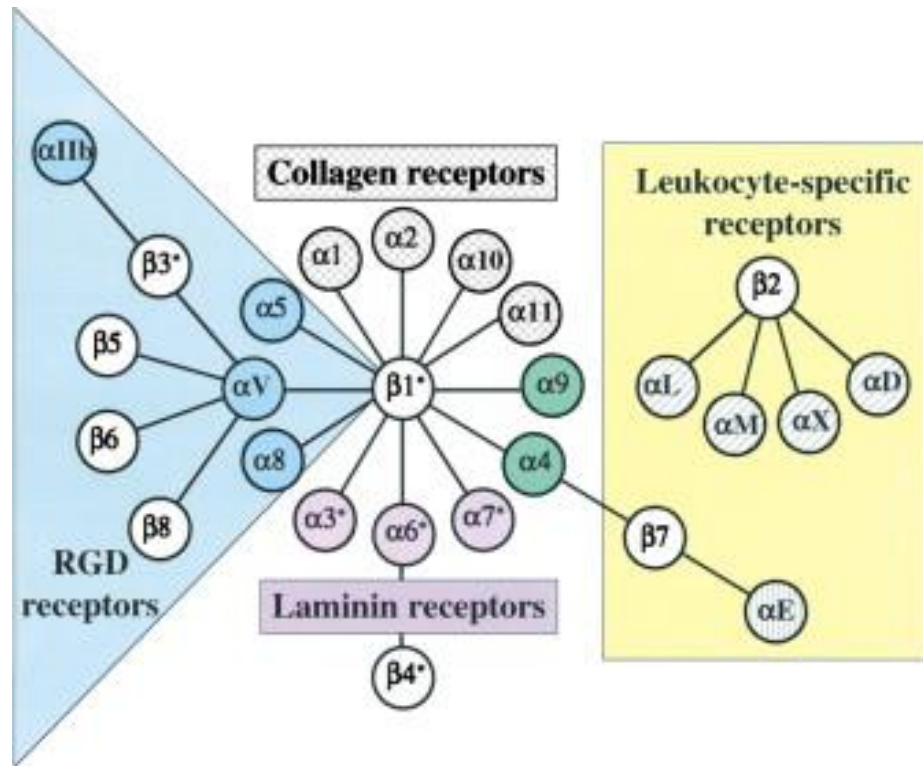 αIIb
Collagen receptors
Leukocyte-specific
receptors
α1
α2
α10
β3*
β2
α5
α11
β5
αV
β1*
α9
αL
αM
αX
αD
β6
α8
α4
α3*
α6*
α7*
β8
β7
RGD
receptors
Laminin receptors
αE
β4*